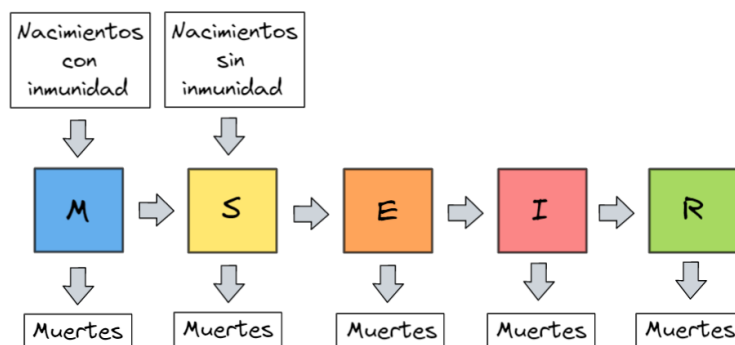 Nacimientos
con
inmunidad
Nacimientos
sin
inmunidad
M
S
E
I
R
Muertes
Muertes
Muertes
Muertes
Muertes